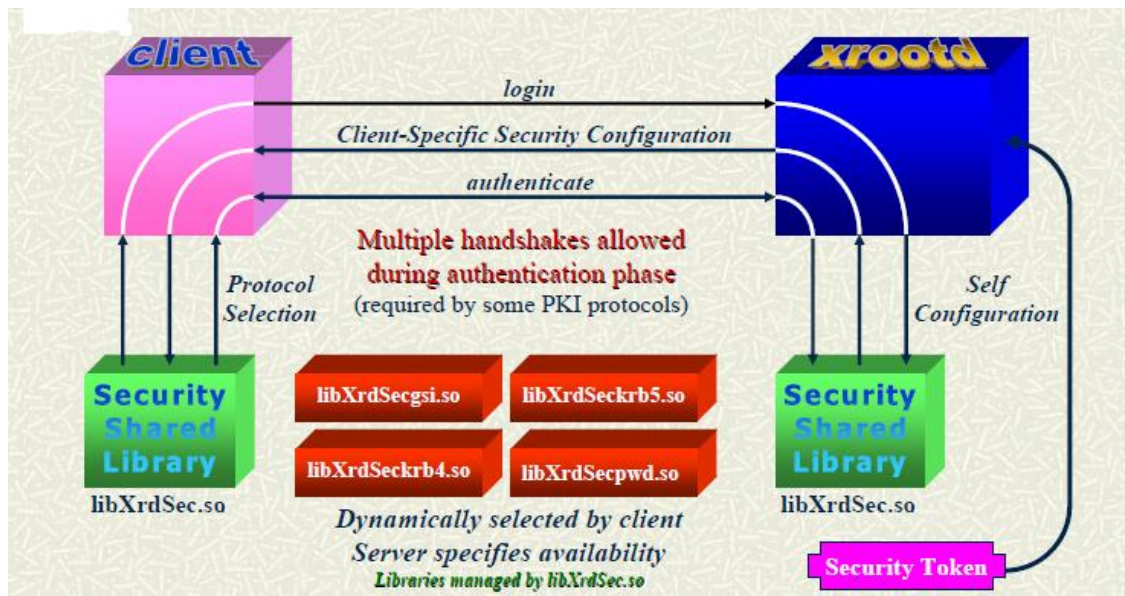 client
xrootd
login
Client-Specific Security Configuration
authenticate
Multiple handshakes allowed
during authentication phase
(required by some PKI protocols)
Protocol
Selection
Self
Configuration
Security
Shared
Library
libXrdSec.so
libXrdSecgsi.so
libXrdSeckrb5.so
libXrdSeckrb4.so
libXrdSecpwd.so
Dynamically selected by client
Server specifies availability
Libraries managed by libXrdSec.so
Security
Shared
Library
libXrdSec.so
Security Token